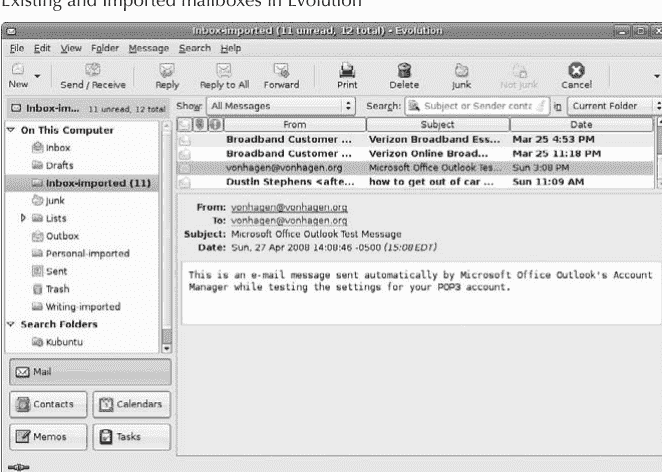 Existing and imported mailboxes in Evolution
Inbox-imported (11 unread, 12 total) - Evolution
File Edit View Folder Message Search Help
New Send / Receive Reply Reply to All Forward Print Delete Junk Not Junk Cancel
Inbox-im... 11 unread, 12 total Show: All Messages Search: Subject or Sender conta in Current Folder
On This Computer
Inbox
Drafts
Inbox-imported (11)
Junk
Lists
Outbox
Personal-imported
Sent
Trash
Writing-imported
Search Folders
Kubuntu
Mail
Contacts Calendars
Memos Tasks
From Subject Date
Broadband Customer ... Verizon Broadband Ess... Mar 25 4:53 PM
Broadband Customer ... Verizon Online Broad... Mar 25 11:18 PM
vonhagen@vonhagen.org Microsoft Office Outlook Tes... Sun 3:08 PM
Dustin Stephens <afte... how to get out of car ... Sun 11:09 AM
From: vonhagen@vonhagen.org
To: vonhagen@vonhagen.org
Subject: Microsoft Office Outlook Test Message
Date: Sun, 27 Apr 2008 14:08:46 -0500 (15:08 EDT)
This is an e-mail message sent automatically by Microsoft Office Outlook's Account
Manager while testing the settings for your POP3 account.